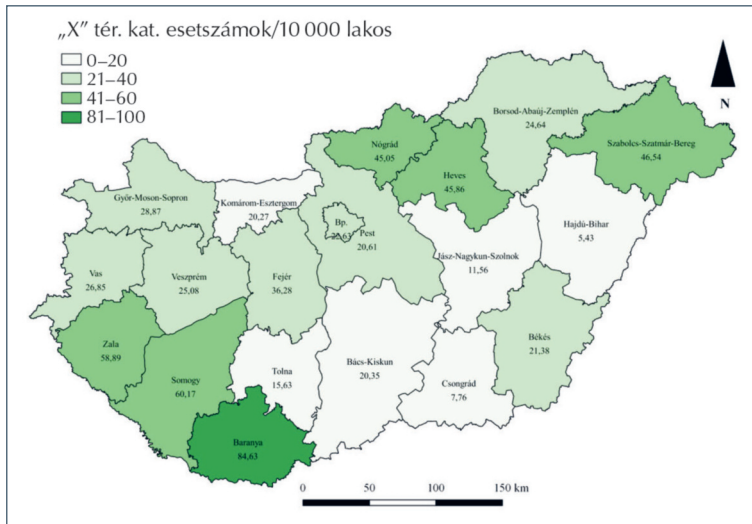 „X” tér. kat. esetszámok/10 000 lakos
0–20
21–40
41–60
81–100
N
Borsod-Abaúj-Zemplén
24,64
Szabolcs-Szatmár-Bereg
46,54
Nógrád
45,05
Heves
45,86
Győr-Moson-Sopron
28,87
Komárom-Esztergom
20,27
Bp.
Pest
20,61
Hajdú-Bihar
5,43
Jász-Nagykun-Szolnok
11,56
Vas
26,85
Veszprém
25,08
Fejér
36,28
Zala
58,89
Somogy
60,17
Tolna
15,63
Bács-Kiskun
20,35
Csongrád
7,76
Békés
21,38
Baranya
84,63
0 50 100 150 km